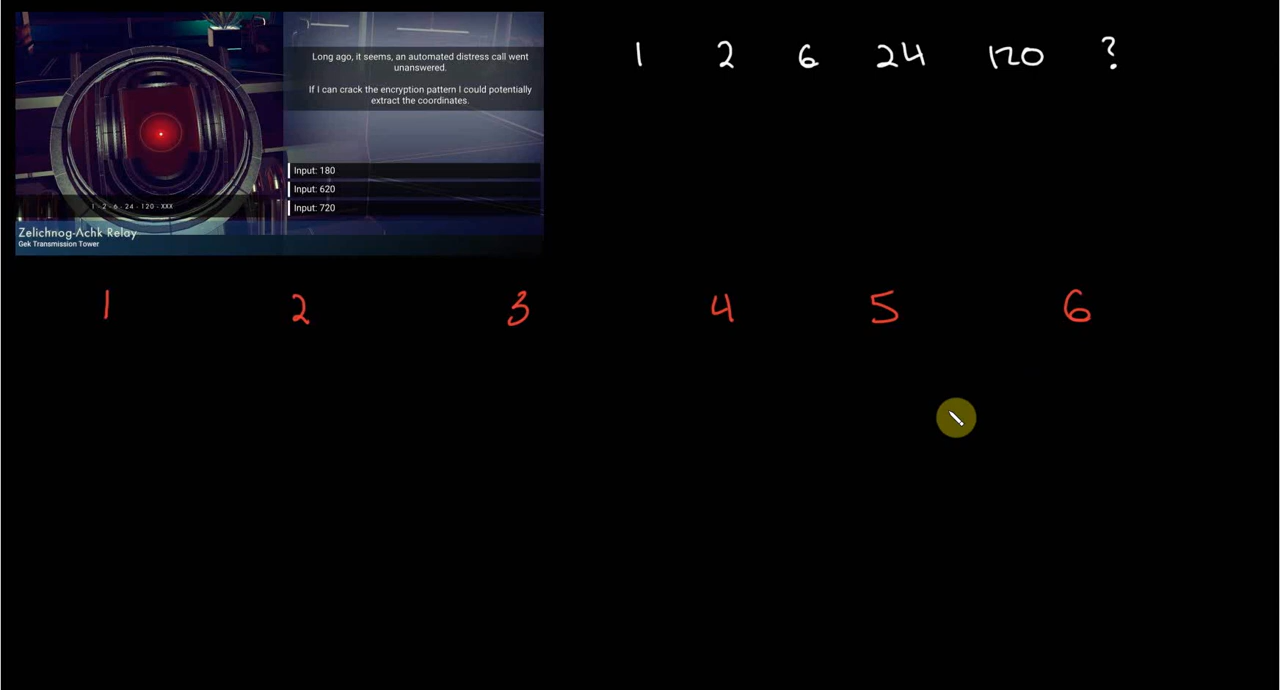 Long ago, it seems, an automated distress call went
unanswered.
If I can crack the encryption pattern I could potentially
extract the coordinates.
Input: 180
Input: 620
Input: 720
1 - 2 - 6 - 24 - 120 - XXX
Zelichnog-Λchk Relay
Gek Transmission Tower
1 2 6 24 120 ?
1 2 3 4 5 6